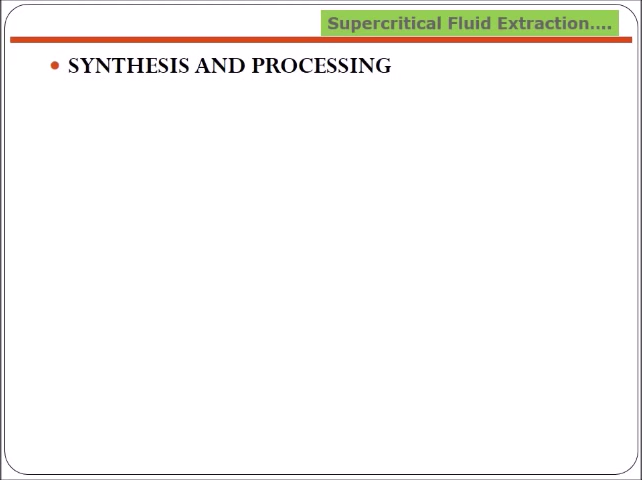 Supercritical Fluid Extraction....
• SYNTHESIS AND PROCESSING